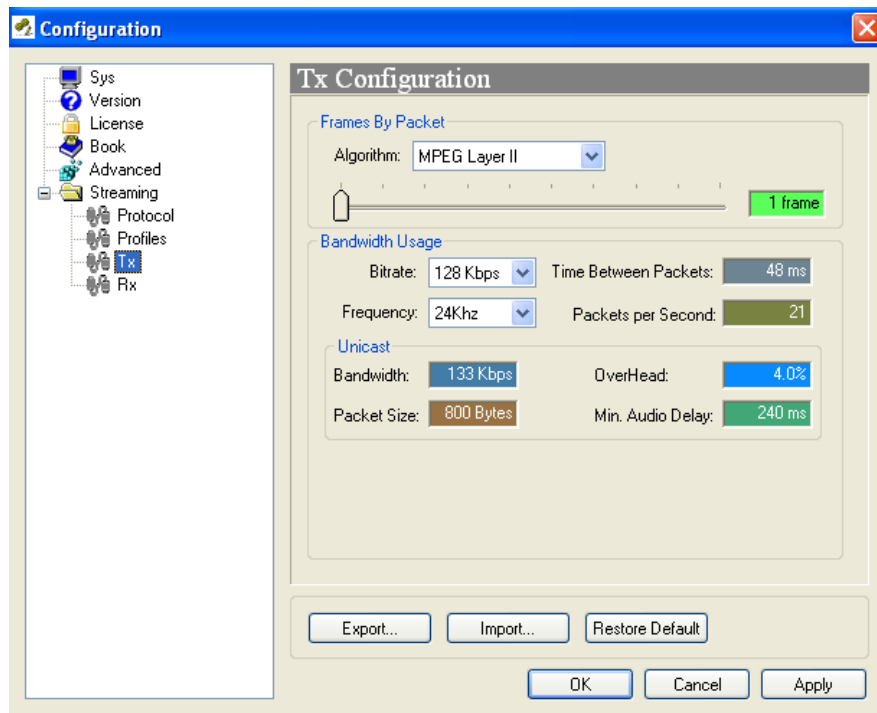 Configuration
Sys
Version
License
Book
Advanced
Streaming
Protocol
Profiles
Tx
Rx
Tx Configuration
Frames By Packet
Algorithm: MPEG Layer II
1 frame
Bandwidth Usage
Bitrate: 128 Kbps Time Between Packets: 48 ms
Frequency: 24Khz Packets per Second: 21
Unicast
Bandwidth: 133 Kbps OverHead: 4.0%
Packet Size: 800 Bytes Min. Audio Delay: 240 ms
Export... Import... Restore Default
OK Cancel Apply